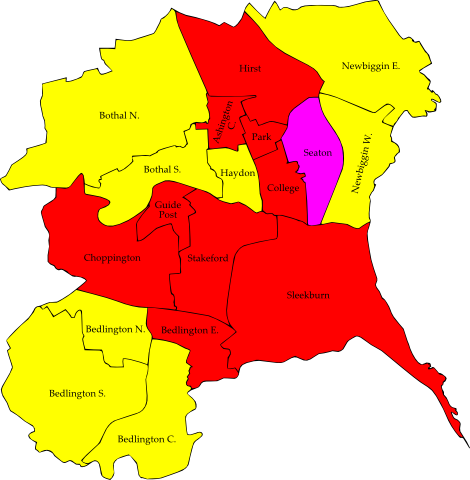 Hirst
Newbiggin E.
Bothal N.
Ashington
C.
Park
Seaton
Newbiggin W.
Bothal S.
Haydon
College
Guide
Post
Choppington
Stakeford
Sleekburn
Bedlington N.
Bedlington E.
Bedlington S.
Bedlington C.